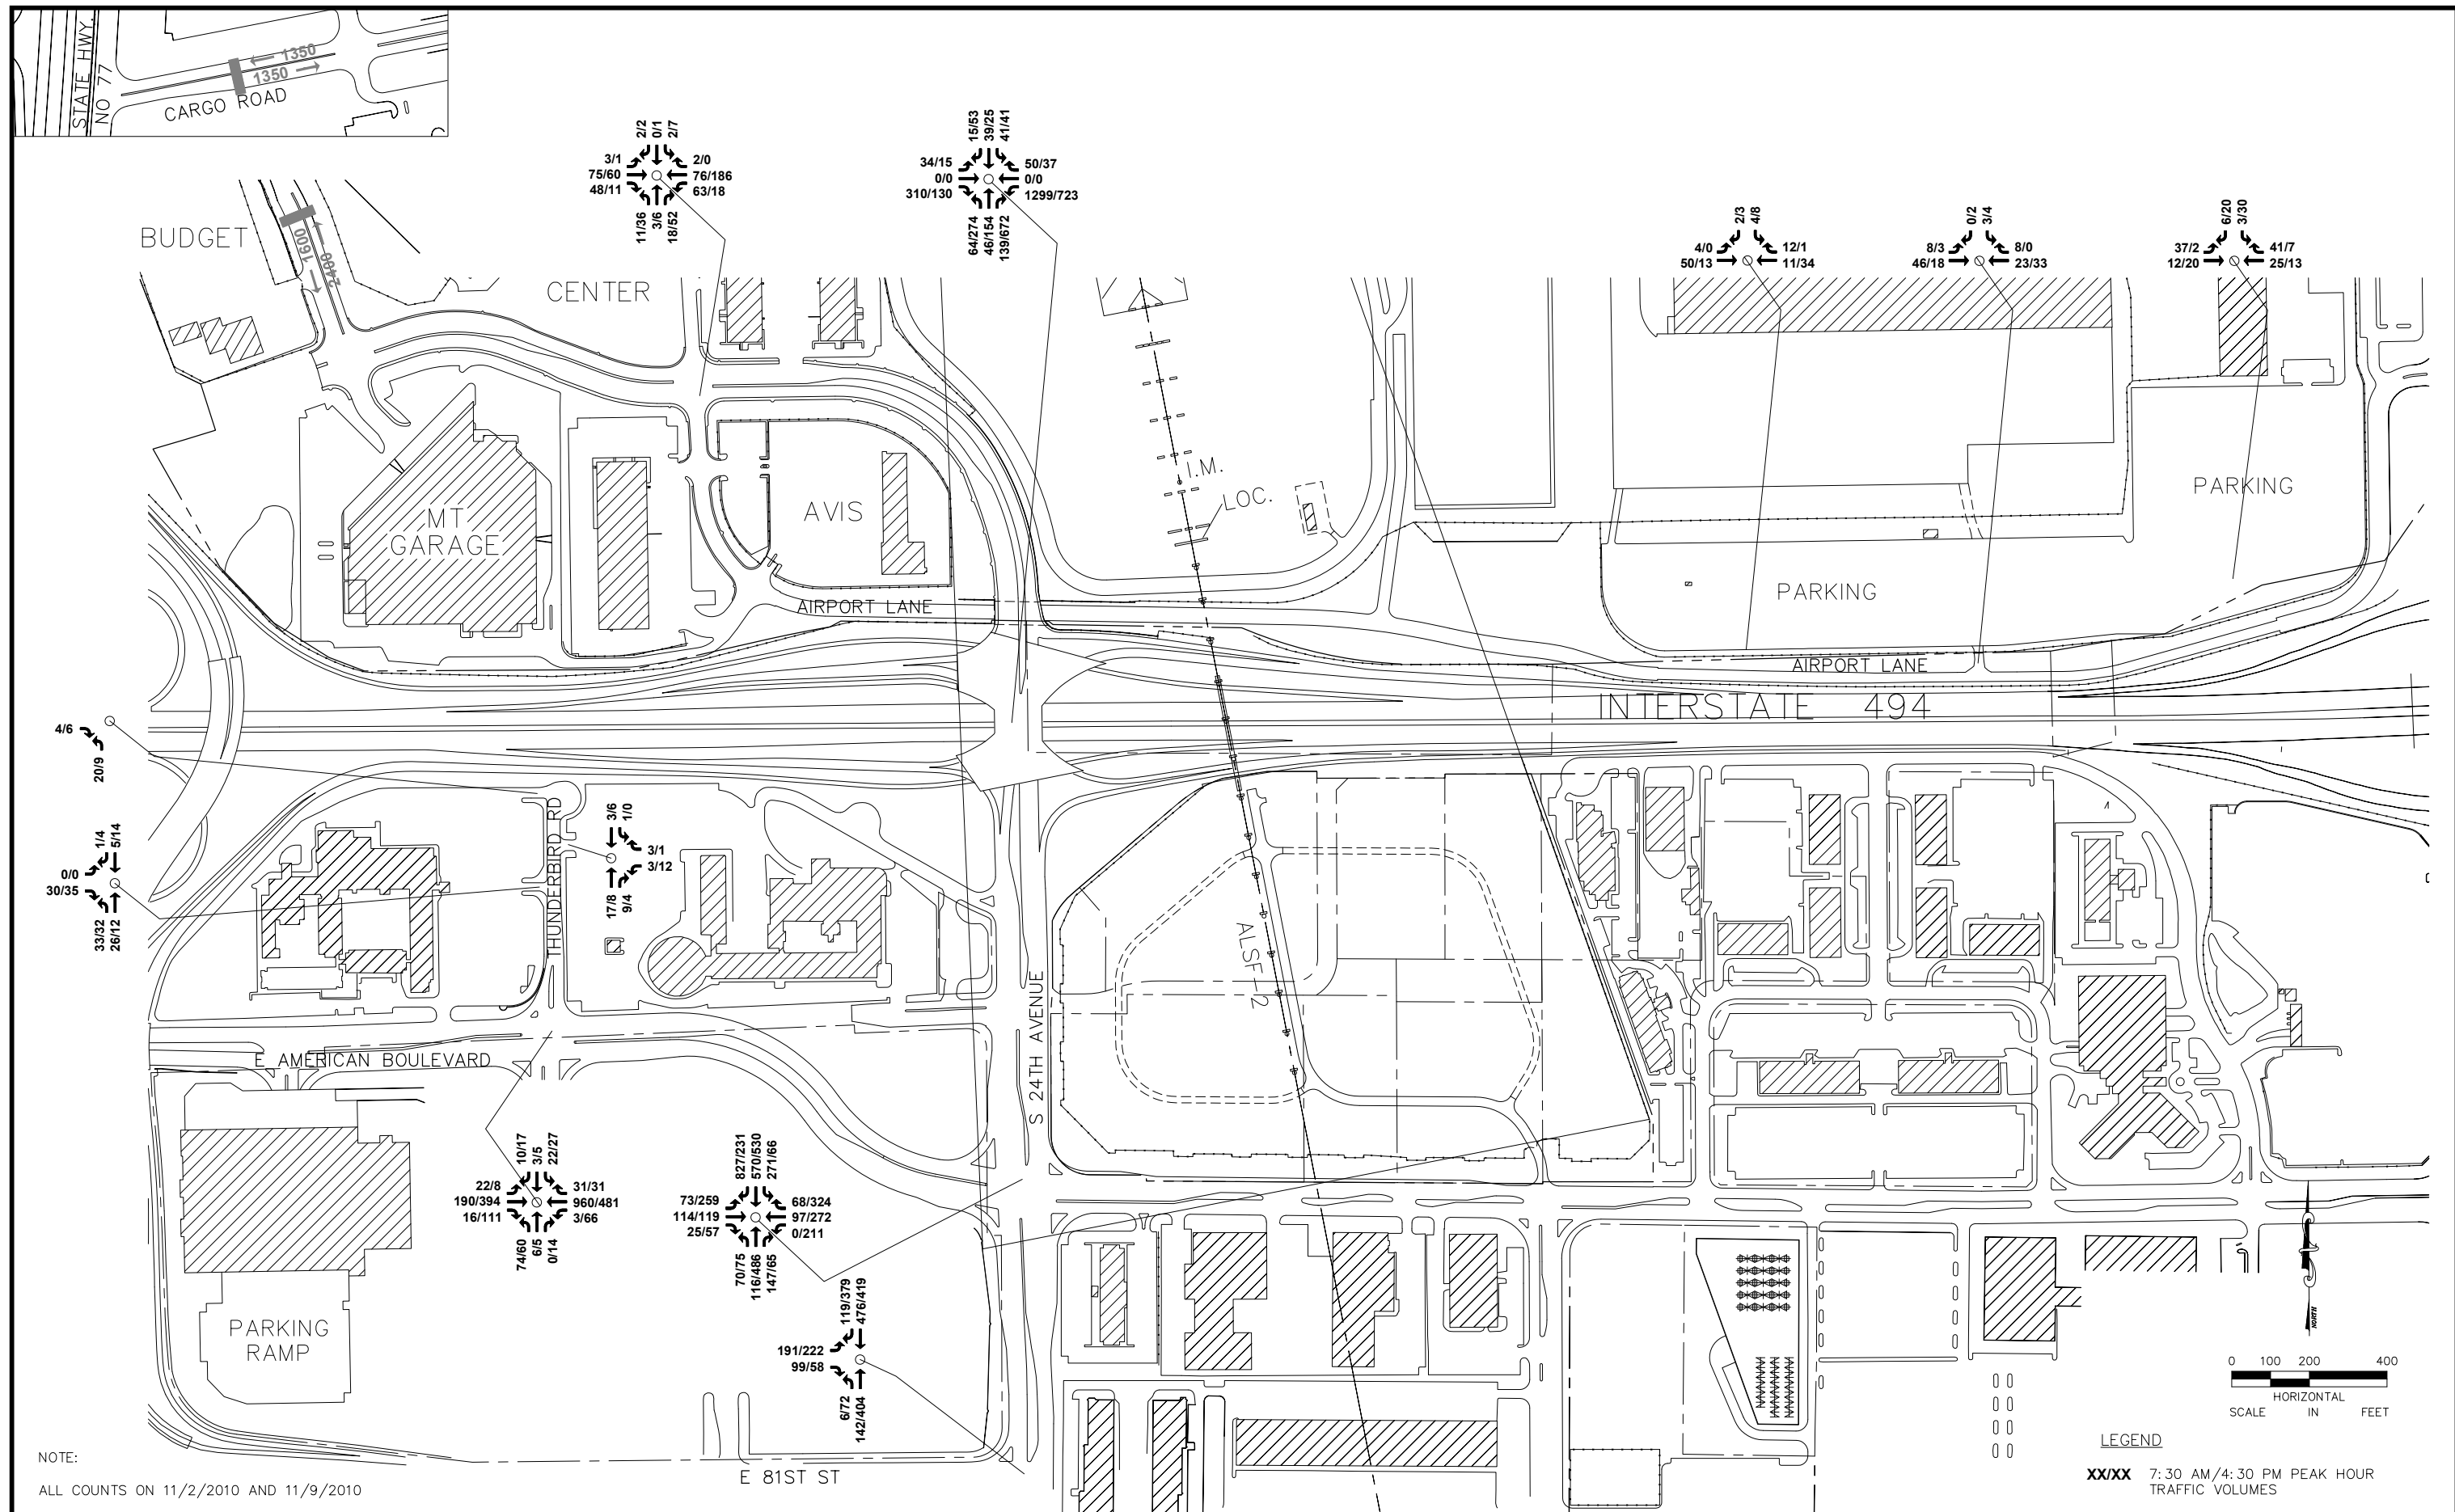 STATE HWY.
NO 77
1350
1350
CARGO ROAD
2/2
0/1
2/7
3/1
75/60
48/11
2/0
76/186
63/18
11/36
3/6
18/52
15/53
39/25
41/41
34/15
0/0
310/130
50/37
0/0
1299/723
64/274
46/154
139/672
2/3
4/8
4/0
50/13
12/1
11/34
0/2
3/4
8/3
46/18
8/0
23/33
6/20
3/30
37/2
12/20
41/7
25/13
BUDGET
1600
2400
CENTER
I.M.
LOC.
MT
GARAGE
AVIS
PARKING
PARKING
AIRPORT LANE
AIRPORT LANE
INTERSTATE 494
4/6
20/9
THUNDERBIRD RD
3/6
1/0
3/1
3/12
17/8
9/4
1/4
5/14
0/0
30/35
33/32
26/12
ALSF-2
S 24TH AVENUE
E AMERICAN BOULEVARD
10/17
3/5
22/27
22/8
190/394
16/111
31/31
960/481
3/66
74/60
6/5
0/14
827/231
570/530
271/66
73/259
114/119
25/57
68/324
97/272
0/211
70/75
116/486
147/65
119/379
476/419
191/222
99/58
6/72
142/404
PARKING
RAMP
E 81ST ST
NORTH
0 100 200 400
HORIZONTAL
SCALE IN FEET
LEGEND
XX/XX 7:30 AM/4:30 PM PEAK HOUR
TRAFFIC VOLUMES
NOTE:
ALL COUNTS ON 11/2/2010 AND 11/9/2010